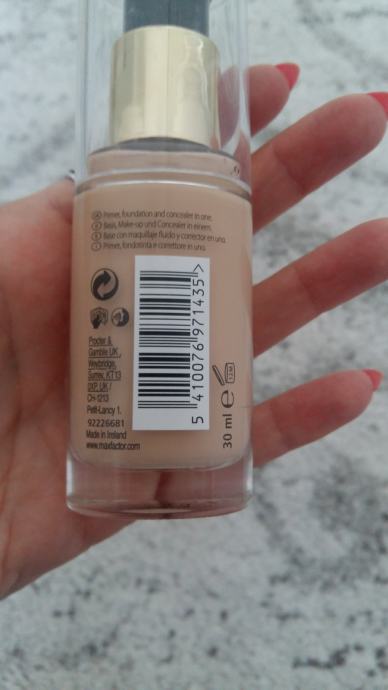 GB Primer, foundation and concealer in one.
D Basis, Make-up und Concealer in einem.
E Base con maquillaje fluido y corrector en uno.
I Primer, fondotinta e correttore in uno.
Procter &
Gamble UK,
Weybridge,
Surrey, KT13
0XP, UK /
CH-1213
Petit-Lancy 1.
92226681
Made in Ireland
www.maxfactor.com
5 410076 971435 >
30 ml e
12M